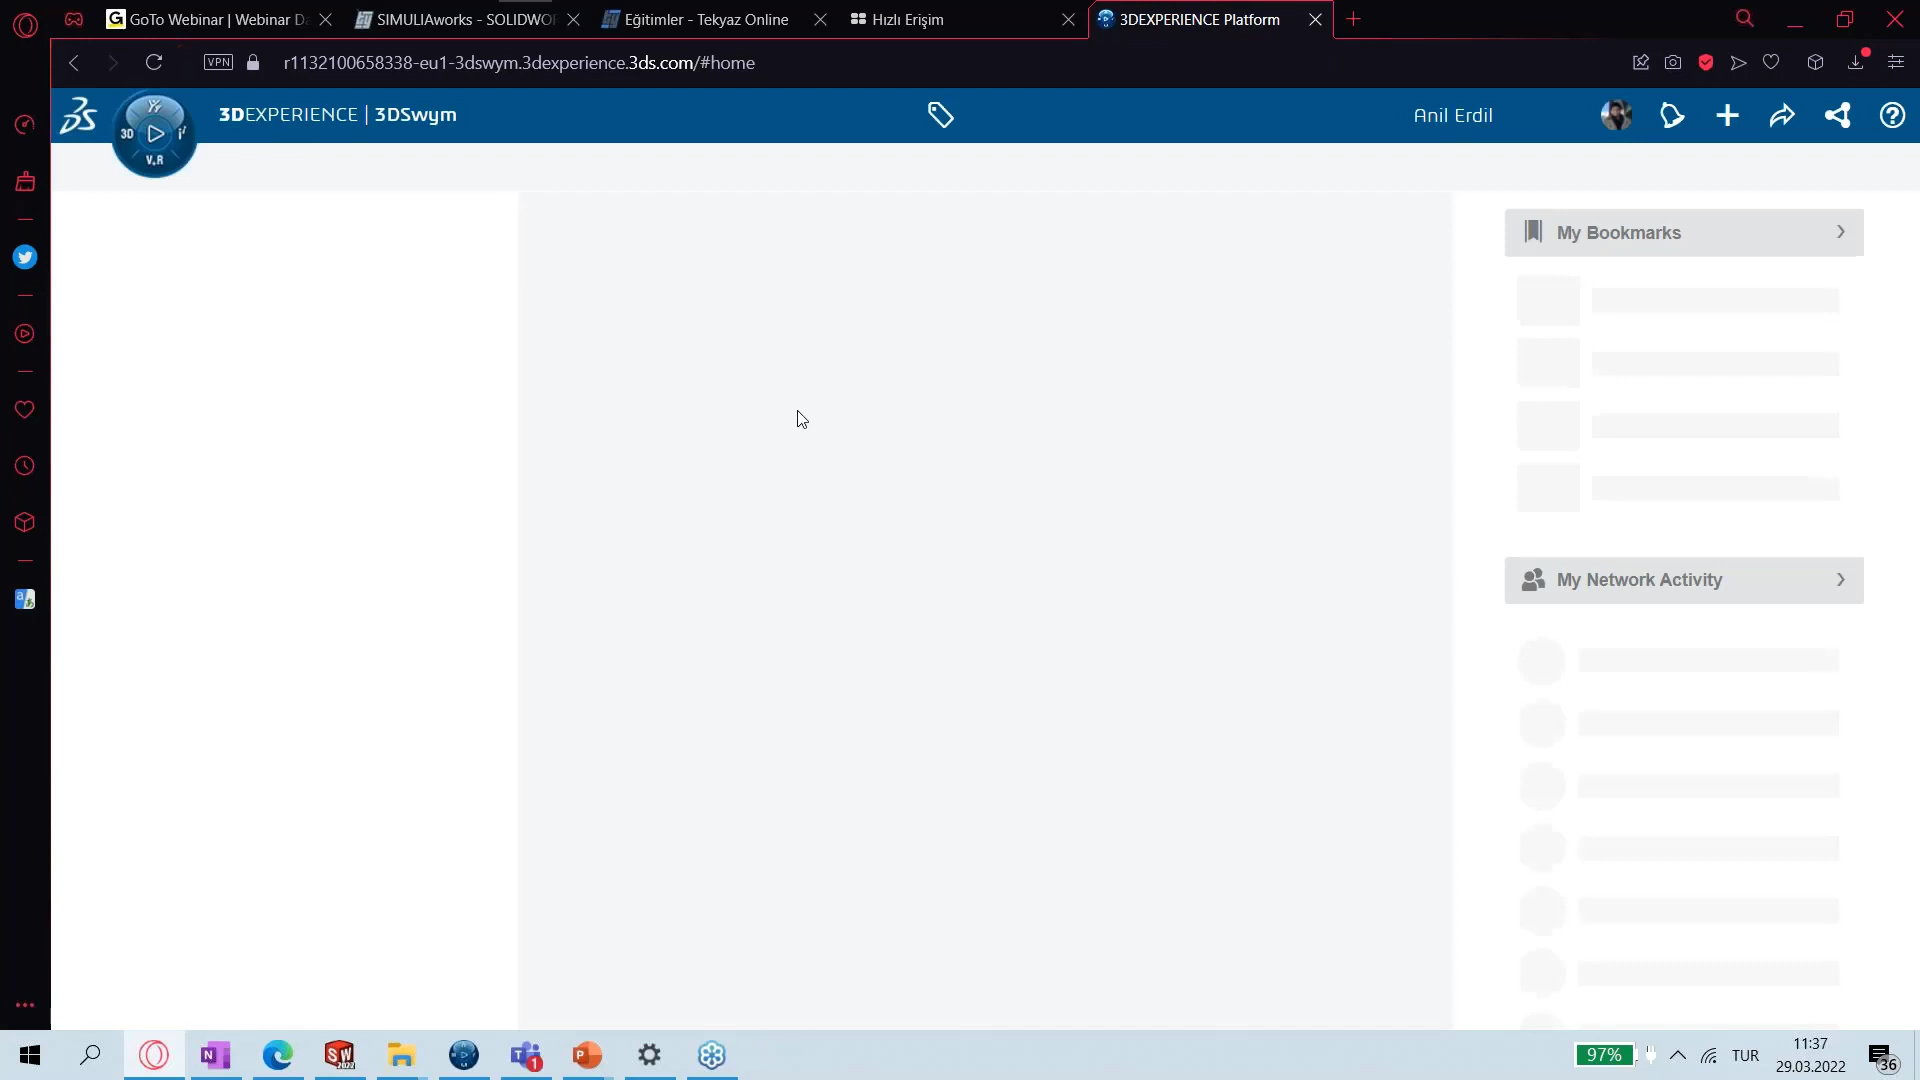 GoTo Webinar | Webinar D
SIMULIAworks - SOLIDWO
Eğitimler - Tekyaz Online
Hızlı Erişim
3DEXPERIENCE Platform
VPN
r1132100658338-eu1-3dswym.3dexperience.3ds.com/#home
3D
V.R
3DEXPERIENCE | 3DSwym
Anil Erdil
My Bookmarks
My Network Activity
97%
TUR
11:37
29.03.2022
36